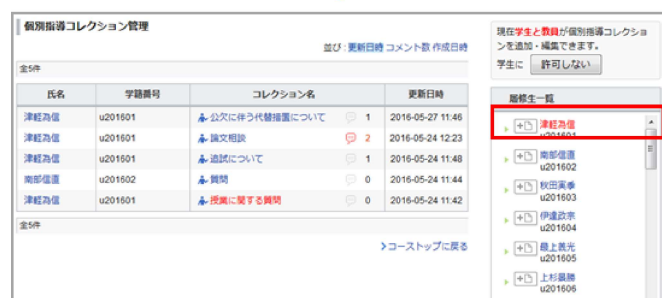 個別指導コレクション管理
並び : 更新日時 コメント数 作成日時
全5件
氏名 学籍番号 コレクション名 更新日時
津軽為信 u201601 公欠に伴う代替措置について 1 2016-05-27 11:46
津軽為信 u201601 論文相談 2 2016-05-24 12:23
津軽為信 u201601 追試について 1 2016-05-24 11:48
南部信直 u201602 質問 0 2016-05-24 11:44
津軽為信 u201601 授業に関する質問 0 2016-05-24 11:42
全5件
コーストップに戻る
現在学生と教員が個別指導コレクショ
ンを追加・編集できます。
学生に 許可しない
履修生一覧
津軽為信
u201601
南部信直
u201602
秋田実季
u201603
伊達政宗
u201604
最上義光
u201605
上杉景勝
u201606